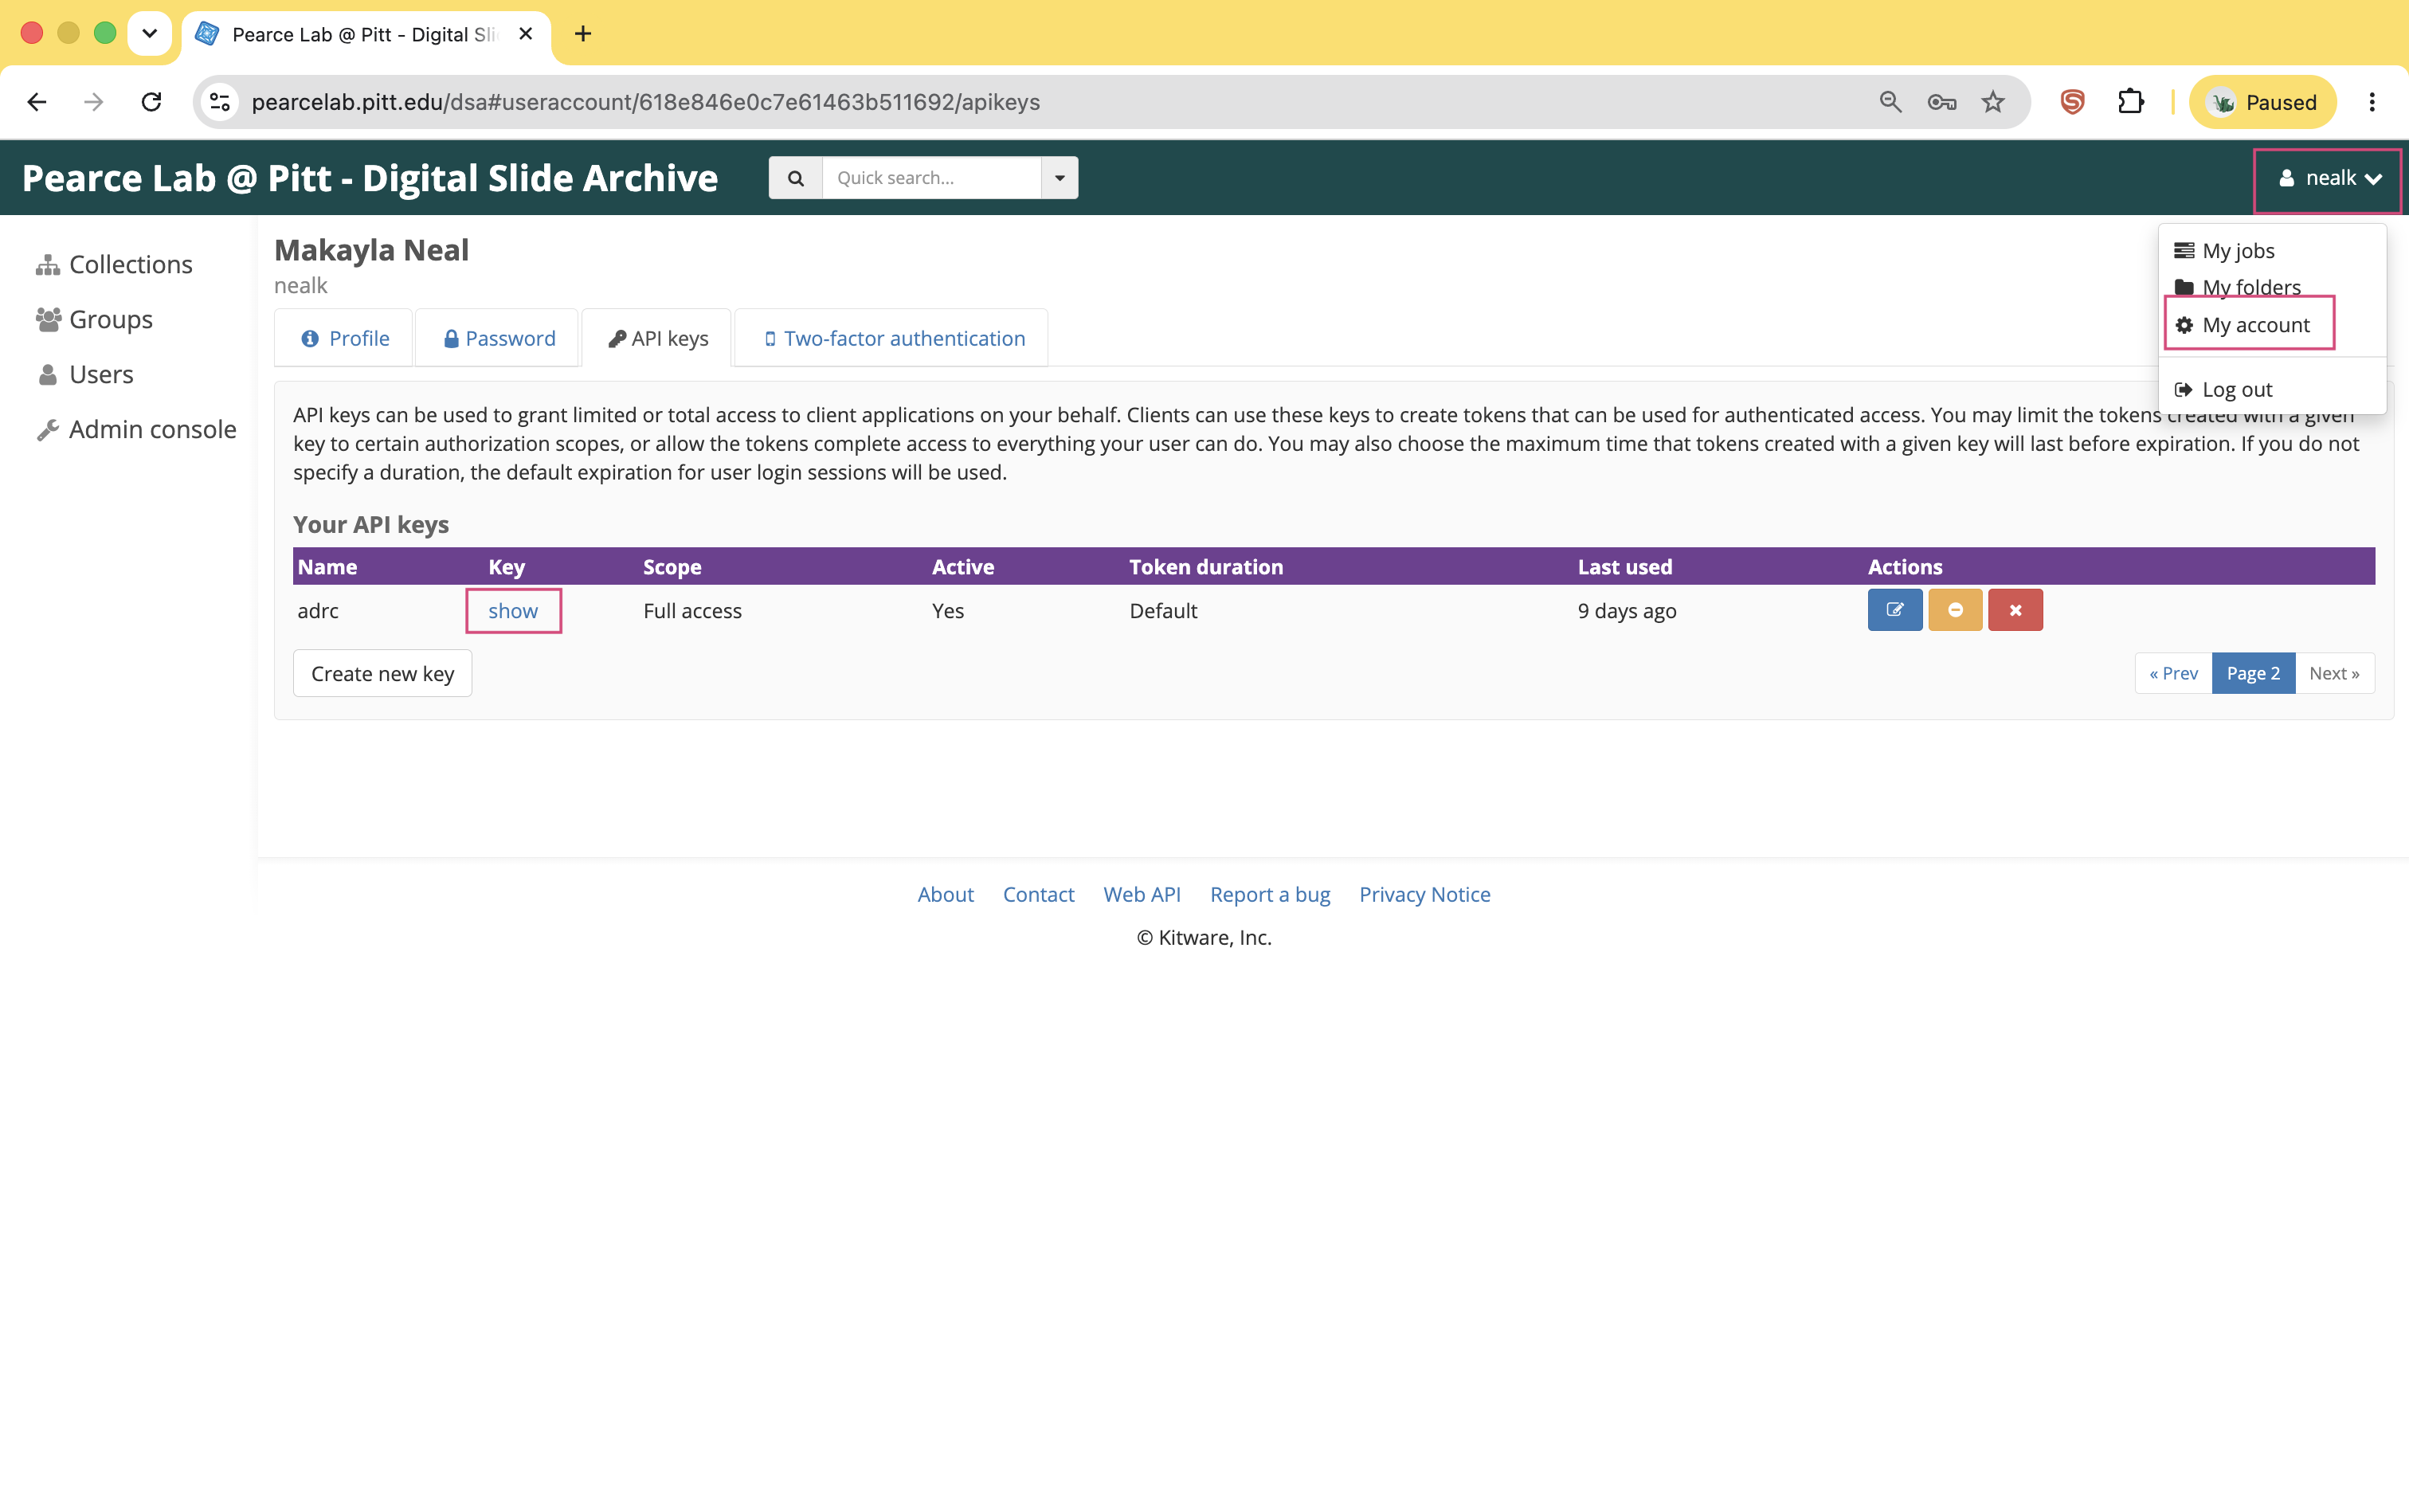 Pearce Lab @ Pitt - Digital Sli
pearcelab.pitt.edu/dsa#useraccount/618e846e0c7e61463b511692/apikeys
Paused
Pearce Lab @ Pitt - Digital Slide Archive
Quick search...
nealk
My jobs
My folders
My account
Log out
Collections
Groups
Users
Admin console
Makayla Neal
nealk
Profile
Password
API keys
Two-factor authentication
API keys can be used to grant limited or total access to client applications on your behalf. Clients can use these keys to create tokens that can be used for authenticated access. You may limit the tokens created with a given
key to certain authorization scopes, or allow the tokens complete access to everything your user can do. You may also choose the maximum time that tokens created with a given key will last before expiration. If you do not
specify a duration, the default expiration for user login sessions will be used.
Your API keys
Name Key Scope Active Token duration Last used Actions
adrc show Full access Yes Default 9 days ago
Create new key
« Prev Page 2 Next »
About Contact Web API Report a bug Privacy Notice
© Kitware, Inc.